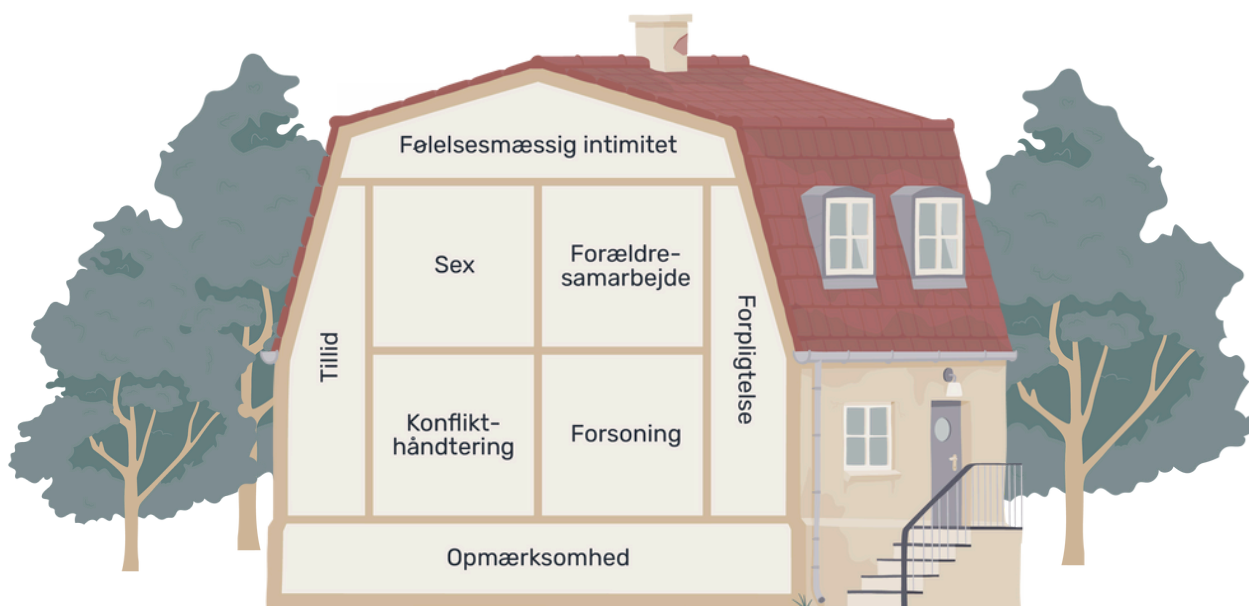 Følelsesmæssig intimitet
Sex
Forældre-
samarbejde
Tillid
Forpligtelse
Konflikt-
håndtering
Forsoning
Opmærksomhed